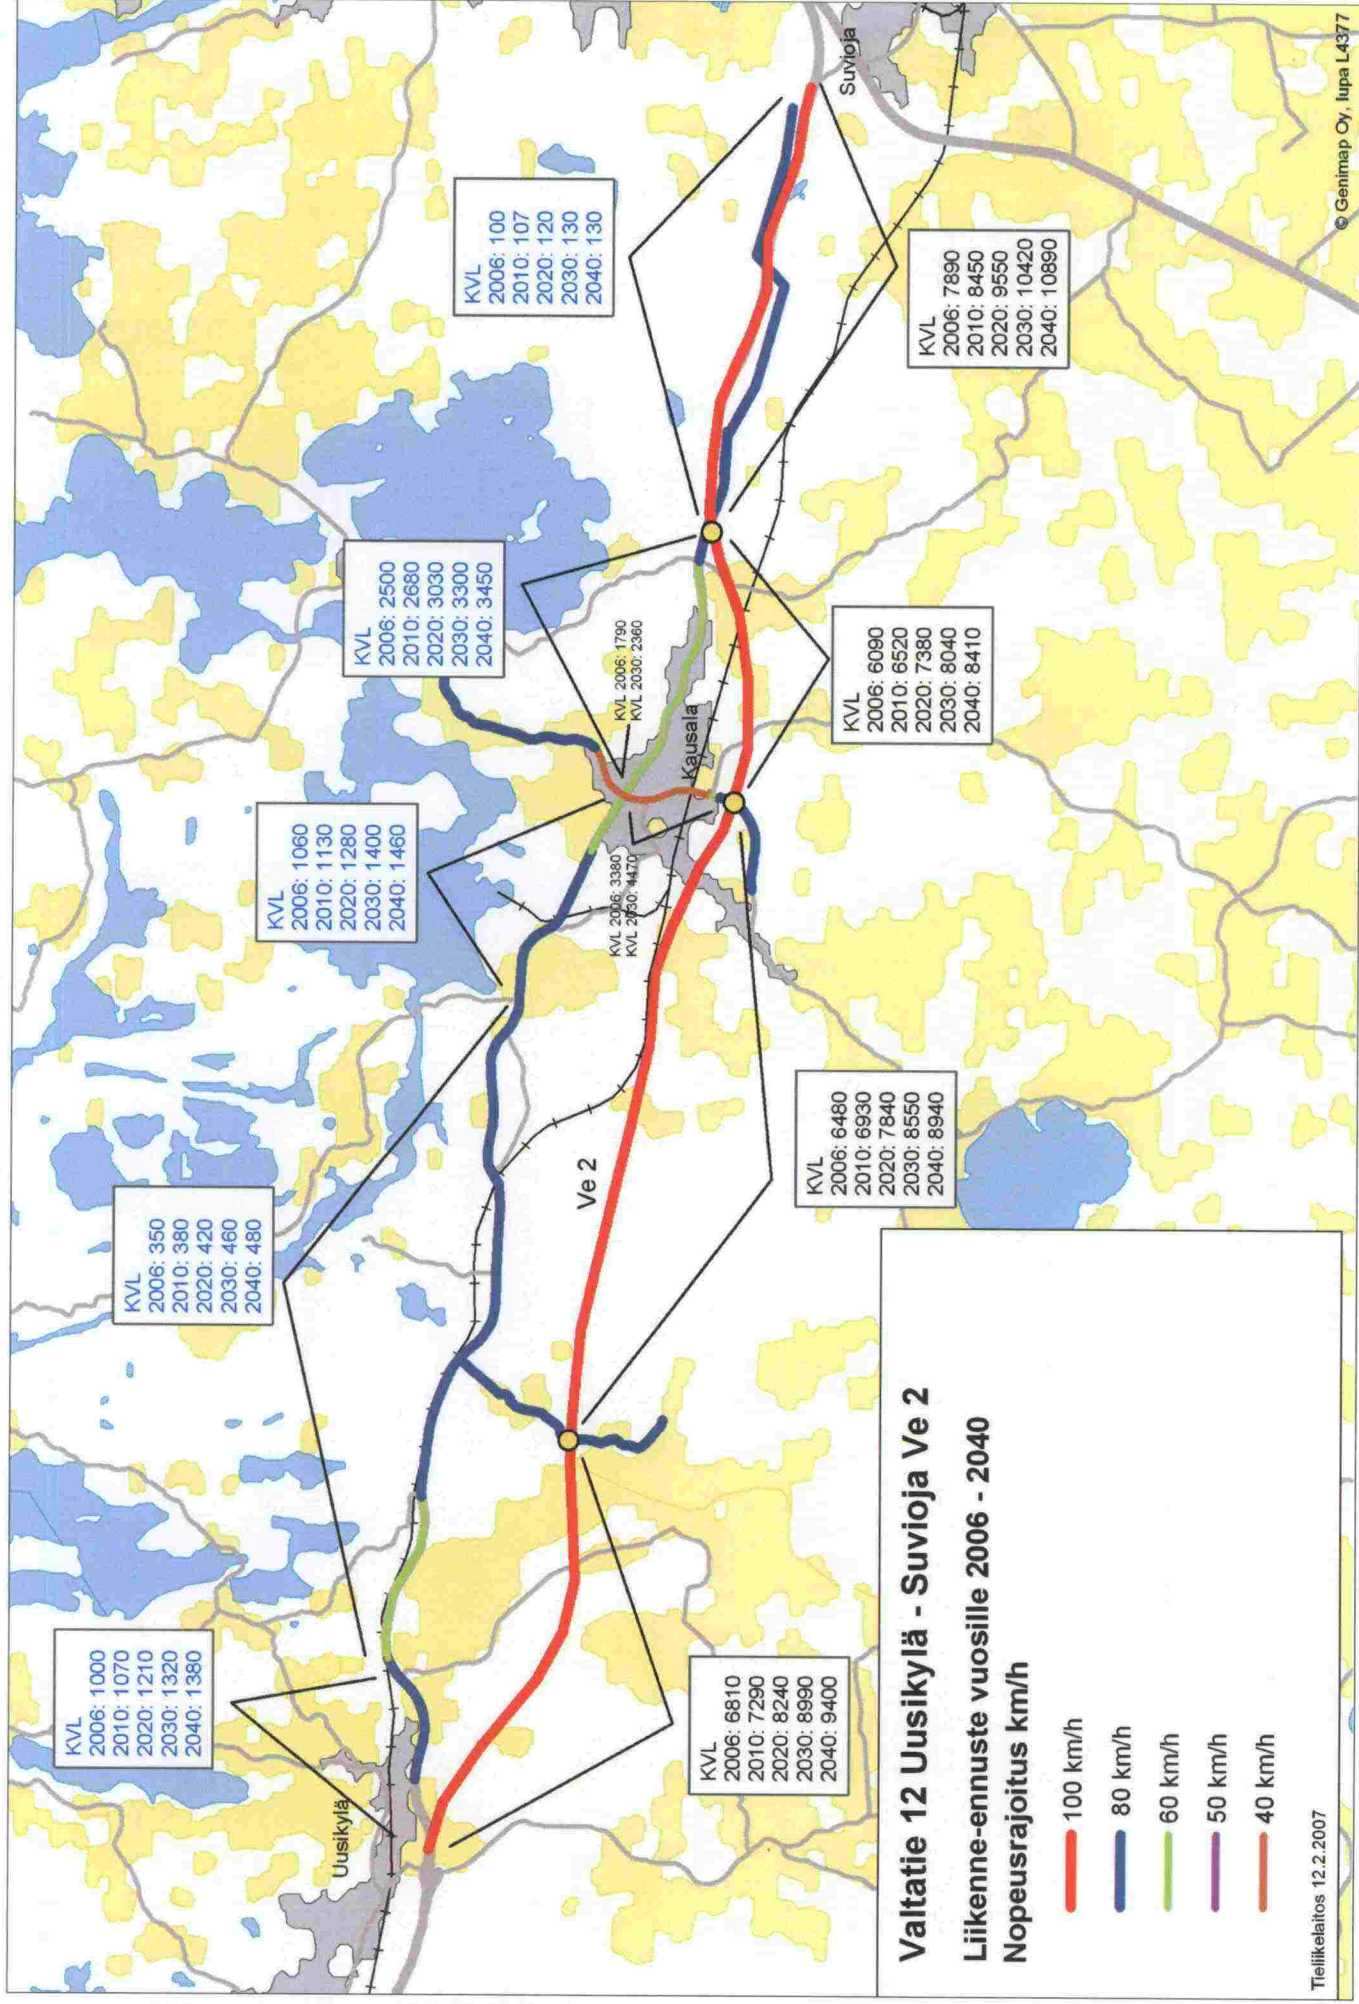 KVL
2006: 1000
2010: 1070
2020: 1210
2030: 1320
2040: 1380
KVL
2006: 350
2010: 380
2020: 420
2030: 460
2040: 480
KVL
2006: 1060
2010: 1130
2020: 1280
2030: 1400
2040: 1460
KVL
2006: 2500
2010: 2680
2020: 3030
2030: 3300
2040: 3450
KVL
2006: 100
2010: 107
2020: 120
2030: 130
2040: 130
Uusikylä
Ve 2
KVL 2006: 3380
KVL 2030: 4470
KVL 2006: 1790
KVL 2030: 2360
Kausala
Suvioja
KVL
2006: 6810
2010: 7290
2020: 8240
2030: 8990
2040: 9400
KVL
2006: 6480
2010: 6930
2020: 7840
2030: 8550
2040: 8940
KVL
2006: 6090
2010: 6520
2020: 7380
2030: 8040
2040: 8410
KVL
2006: 7890
2010: 8450
2020: 9550
2030: 10420
2040: 10890
Valtatie 12 Uusikylä - Suvioja Ve 2
Liikenne-ennuste vuosille 2006 - 2040
Nopeusrajoitus km/h
100 km/h
80 km/h
60 km/h
50 km/h
40 km/h
Tieliikelaitos 12.2.2007
© Genimap Oy, lupa L4377